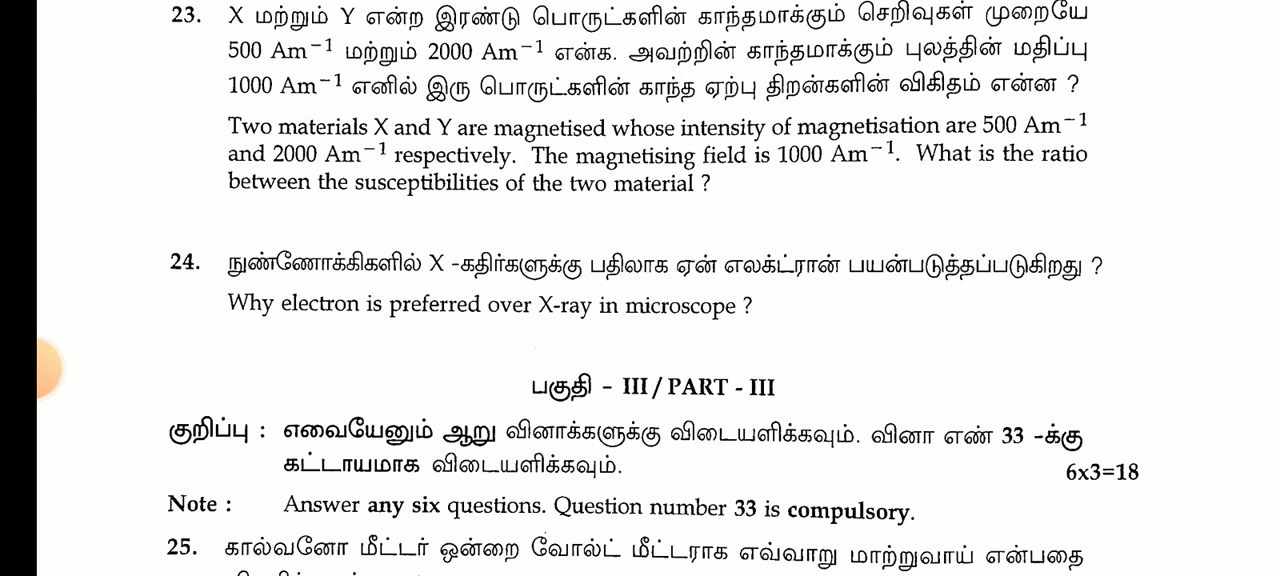 23. X மற்றும் Y என்ற இரண்டு பொருட்களின் காந்தமாக்கும் செறிவுகள் முறையே
500 Am⁻¹ மற்றும் 2000 Am⁻¹ என்க. அவற்றின் காந்தமாக்கும் புலத்தின் மதிப்பு
1000 Am⁻¹ எனில் இரு பொருட்களின் காந்த ஏற்பு திறன்களின் விகிதம் என்ன ?
Two materials X and Y are magnetised whose intensity of magnetisation are 500 Am⁻¹
and 2000 Am⁻¹ respectively. The magnetising field is 1000 Am⁻¹. What is the ratio
between the susceptibilities of the two material ?
24. நுண்ணோக்கிகளில் X -கதிர்களுக்கு பதிலாக ஏன் எலக்ட்ரான் பயன்படுத்தப்படுகிறது ?
Why electron is preferred over X-ray in microscope ?
பகுதி - III / PART - III
குறிப்பு : எவையேனும் ஆறு வினாக்களுக்கு விடையளிக்கவும். வினா எண் 33 -க்கு
கட்டாயமாக விடையளிக்கவும்.
6x3=18
Note : Answer any six questions. Question number 33 is compulsory.
25. கால்வனோ மீட்டர் ஒன்றை வோல்ட் மீட்டராக எவ்வாறு மாற்றுவாய் என்பதை